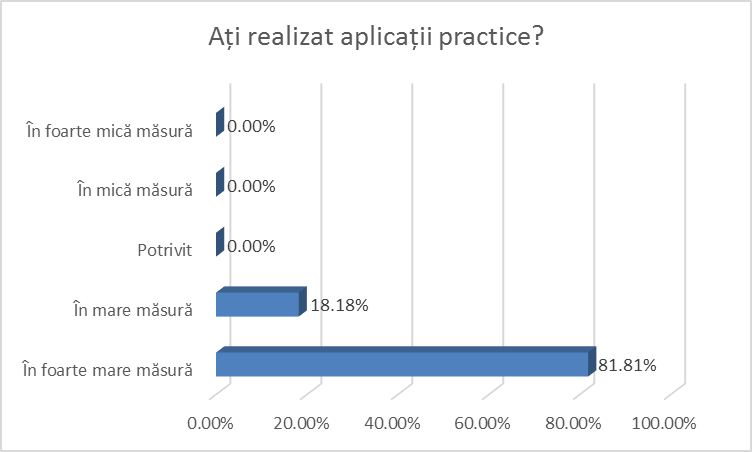 Ați realizat aplicații practice?
În foarte mică măsură 0.00%
În mică măsură 0.00%
Potrivit 0.00%
În mare măsură 18.18%
În foarte mare măsură 81.81%
0.00% 20.00% 40.00% 60.00% 80.00% 100.00%